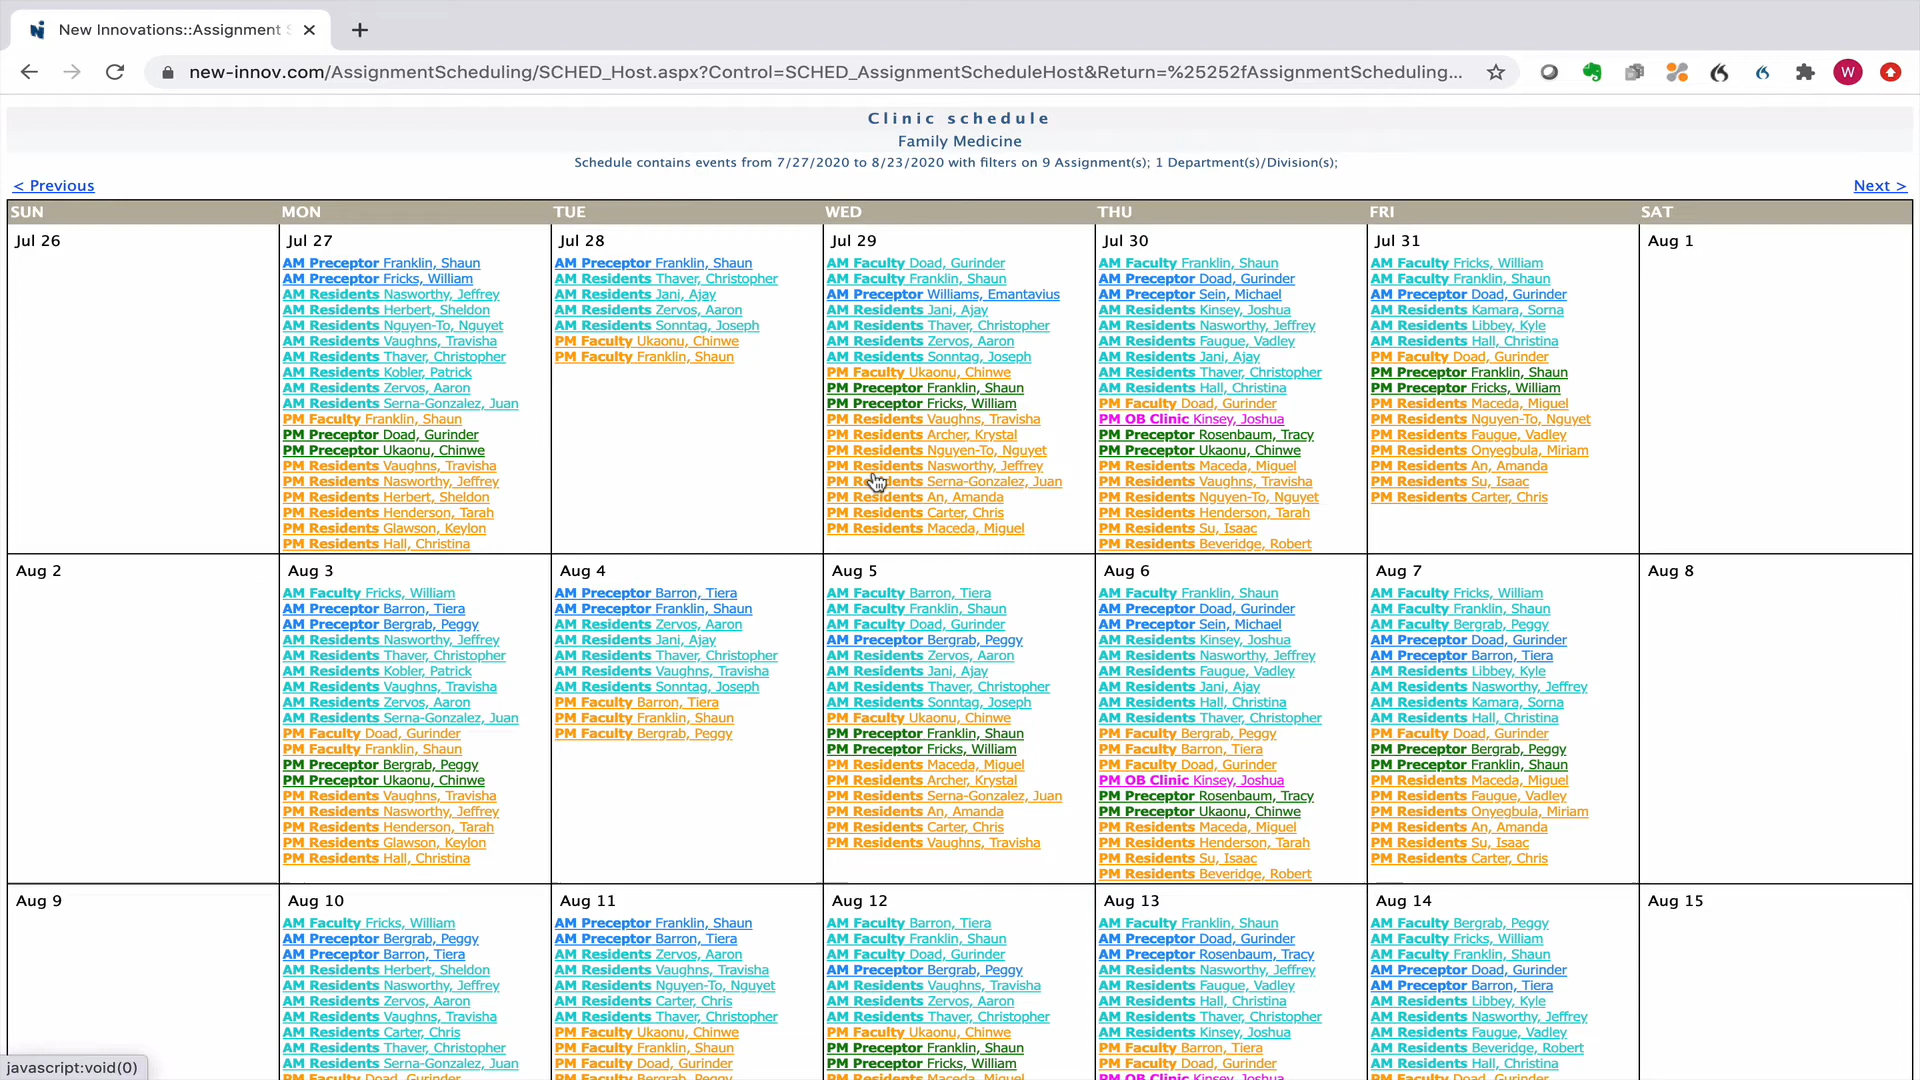 New Innovations::Assignment S
new-innov.com/AssignmentScheduling/SCHED_Host.aspx?Control=SCHED_AssignmentScheduleHost&Return=%25252fAssignmentScheduling...
W
Clinic schedule
Family Medicine
Schedule contains events from 7/27/2020 to 8/23/2020 with filters on 9 Assignment(s); 1 Department(s)/Division(s);
< Previous
Next >
SUN MON TUE WED THU FRI SAT
Jul 26
Jul 27
AM Preceptor Franklin, Shaun
AM Preceptor Fricks, William
AM Residents Nasworthy, Jeffrey
AM Residents Herbert, Sheldon
AM Residents Nguyen-To, Nguyet
AM Residents Vaughns, Travisha
AM Residents Thaver, Christopher
AM Residents Kobler, Patrick
AM Residents Zervos, Aaron
AM Residents Serna-Gonzalez, Juan
PM Faculty Franklin, Shaun
PM Preceptor Doad, Gurinder
PM Preceptor Ukaonu, Chinwe
PM Residents Vaughns, Travisha
PM Residents Nasworthy, Jeffrey
PM Residents Herbert, Sheldon
PM Residents Henderson, Tarah
PM Residents Glawson, Keylon
PM Residents Hall, Christina
Jul 28
AM Preceptor Franklin, Shaun
AM Residents Thaver, Christopher
AM Residents Jani, Ajay
AM Residents Zervos, Aaron
AM Residents Sonntag, Joseph
PM Faculty Ukaonu, Chinwe
PM Faculty Franklin, Shaun
Jul 29
AM Faculty Doad, Gurinder
AM Faculty Franklin, Shaun
AM Preceptor Williams, Emantavius
AM Residents Jani, Ajay
AM Residents Thaver, Christopher
AM Residents Zervos, Aaron
AM Residents Sonntag, Joseph
PM Faculty Ukaonu, Chinwe
PM Preceptor Franklin, Shaun
PM Preceptor Fricks, William
PM Residents Vaughns, Travisha
PM Residents Archer, Krystal
PM Residents Nguyen-To, Nguyet
PM Residents Nasworthy, Jeffrey
PM Residents Serna-Gonzalez, Juan
PM Residents An, Amanda
PM Residents Carter, Chris
PM Residents Maceda, Miguel
Jul 30
AM Faculty Franklin, Shaun
AM Preceptor Doad, Gurinder
AM Preceptor Sein, Michael
AM Residents Kinsey, Joshua
AM Residents Nasworthy, Jeffrey
AM Residents Faugue, Vadley
AM Residents Jani, Ajay
AM Residents Thaver, Christopher
AM Residents Hall, Christina
PM Faculty Doad, Gurinder
PM OB Clinic Kinsey, Joshua
PM Preceptor Rosenbaum, Tracy
PM Preceptor Ukaonu, Chinwe
PM Residents Maceda, Miguel
PM Residents Vaughns, Travisha
PM Residents Nguyen-To, Nguyet
PM Residents Henderson, Tarah
PM Residents Su, Isaac
PM Residents Beveridge, Robert
Jul 31
AM Faculty Fricks, William
AM Faculty Franklin, Shaun
AM Preceptor Doad, Gurinder
AM Residents Kamara, Sorna
AM Residents Libbey, Kyle
AM Residents Hall, Christina
PM Faculty Doad, Gurinder
PM Preceptor Franklin, Shaun
PM Preceptor Fricks, William
PM Residents Maceda, Miguel
PM Residents Nguyen-To, Nguyet
PM Residents Faugue, Vadley
PM Residents Onyegbula, Miriam
PM Residents An, Amanda
PM Residents Su, Isaac
PM Residents Carter, Chris
Aug 1
Aug 2
Aug 3
AM Faculty Fricks, William
AM Preceptor Barron, Tiera
AM Preceptor Bergrab, Peggy
AM Residents Nasworthy, Jeffrey
AM Residents Thaver, Christopher
AM Residents Kobler, Patrick
AM Residents Vaughns, Travisha
AM Residents Zervos, Aaron
AM Residents Serna-Gonzalez, Juan
PM Faculty Doad, Gurinder
PM Faculty Franklin, Shaun
PM Preceptor Bergrab, Peggy
PM Preceptor Ukaonu, Chinwe
PM Residents Vaughns, Travisha
PM Residents Nasworthy, Jeffrey
PM Residents Henderson, Tarah
PM Residents Glawson, Keylon
PM Residents Hall, Christina
Aug 4
AM Preceptor Barron, Tiera
AM Preceptor Franklin, Shaun
AM Residents Zervos, Aaron
AM Residents Jani, Ajay
AM Residents Thaver, Christopher
AM Residents Vaughns, Travisha
AM Residents Sonntag, Joseph
PM Faculty Barron, Tiera
PM Faculty Franklin, Shaun
PM Faculty Bergrab, Peggy
Aug 5
AM Faculty Barron, Tiera
AM Faculty Franklin, Shaun
AM Faculty Doad, Gurinder
AM Preceptor Bergrab, Peggy
AM Residents Zervos, Aaron
AM Residents Jani, Ajay
AM Residents Thaver, Christopher
AM Residents Sonntag, Joseph
PM Faculty Ukaonu, Chinwe
PM Preceptor Franklin, Shaun
PM Preceptor Fricks, William
PM Residents Maceda, Miguel
PM Residents Archer, Krystal
PM Residents Serna-Gonzalez, Juan
PM Residents An, Amanda
PM Residents Carter, Chris
PM Residents Vaughns, Travisha
Aug 6
AM Faculty Franklin, Shaun
AM Preceptor Doad, Gurinder
AM Preceptor Sein, Michael
AM Residents Kinsey, Joshua
AM Residents Nasworthy, Jeffrey
AM Residents Faugue, Vadley
AM Residents Jani, Ajay
AM Residents Hall, Christina
AM Residents Thaver, Christopher
PM Faculty Bergrab, Peggy
PM Faculty Barron, Tiera
PM Faculty Doad, Gurinder
PM OB Clinic Kinsey, Joshua
PM Preceptor Rosenbaum, Tracy
PM Preceptor Ukaonu, Chinwe
PM Residents Maceda, Miguel
PM Residents Henderson, Tarah
PM Residents Su, Isaac
PM Residents Beveridge, Robert
Aug 7
AM Faculty Fricks, William
AM Faculty Franklin, Shaun
AM Faculty Bergrab, Peggy
AM Preceptor Doad, Gurinder
AM Preceptor Barron, Tiera
AM Residents Libbey, Kyle
AM Residents Nasworthy, Jeffrey
AM Residents Kamara, Sorna
AM Residents Hall, Christina
PM Faculty Doad, Gurinder
PM Preceptor Bergrab, Peggy
PM Preceptor Franklin, Shaun
PM Residents Maceda, Miguel
PM Residents Faugue, Vadley
PM Residents Onyegbula, Miriam
PM Residents An, Amanda
PM Residents Su, Isaac
PM Residents Carter, Chris
Aug 8
Aug 9
Aug 10
AM Faculty Fricks, William
AM Preceptor Bergrab, Peggy
AM Preceptor Barron, Tiera
AM Residents Herbert, Sheldon
AM Residents Nasworthy, Jeffrey
AM Residents Zervos, Aaron
AM Residents Vaughns, Travisha
AM Residents Carter, Chris
AM Residents Thaver, Christopher
AM Residents Serna-Gonzalez, Juan
PM Faculty Doad, Gurinder
Aug 11
AM Preceptor Franklin, Shaun
AM Preceptor Barron, Tiera
AM Residents Zervos, Aaron
AM Residents Vaughns, Travisha
AM Residents Nguyen-To, Nguyet
AM Residents Carter, Chris
AM Residents Thaver, Christopher
PM Faculty Ukaonu, Chinwe
PM Faculty Franklin, Shaun
PM Faculty Doad, Gurinder
PM Faculty Bergrab, Peggy
Aug 12
AM Faculty Barron, Tiera
AM Faculty Franklin, Shaun
AM Faculty Doad, Gurinder
AM Preceptor Bergrab, Peggy
AM Residents Vaughns, Travisha
AM Residents Zervos, Aaron
AM Residents Thaver, Christopher
PM Faculty Ukaonu, Chinwe
PM Preceptor Franklin, Shaun
PM Preceptor Fricks, William
PM Residents Maceda, Miguel
Aug 13
AM Faculty Franklin, Shaun
AM Preceptor Doad, Gurinder
AM Preceptor Rosenbaum, Tracy
AM Residents Nasworthy, Jeffrey
AM Residents Faugue, Vadley
AM Residents Hall, Christina
AM Residents Thaver, Christopher
AM Residents Kinsey, Joshua
PM Faculty Barron, Tiera
PM Faculty Doad, Gurinder
PM OB Clinic Kinsey, Joshua
Aug 14
AM Faculty Bergrab, Peggy
AM Faculty Fricks, William
AM Faculty Franklin, Shaun
AM Preceptor Doad, Gurinder
AM Preceptor Barron, Tiera
AM Residents Libbey, Kyle
AM Residents Nasworthy, Jeffrey
AM Residents Faugue, Vadley
AM Residents Beveridge, Robert
AM Residents Hall, Christina
PM Faculty Doad, Gurinder
Aug 15
javascript:void(0)